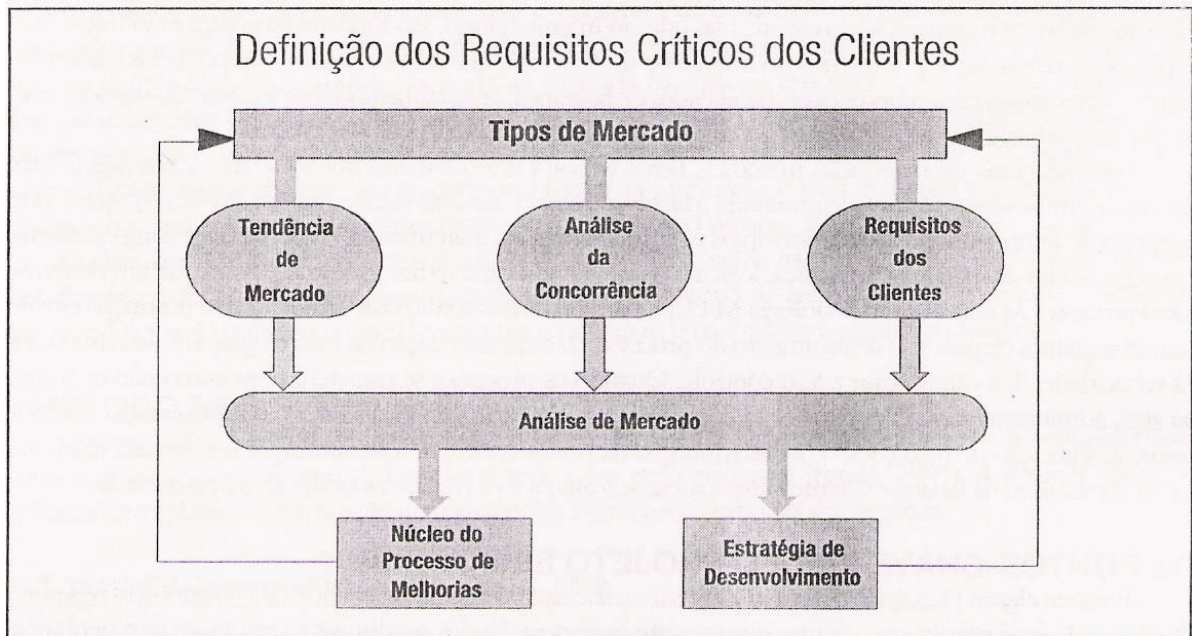 Definição dos Requisitos Críticos dos Clientes
Tipos de Mercado
Tendência
de
Mercado
Análise
da
Concorrência
Requisitos
dos
Clientes
Análise de Mercado
Núcleo do
Processo de
Melhorias
Estratégia de
Desenvolvimento